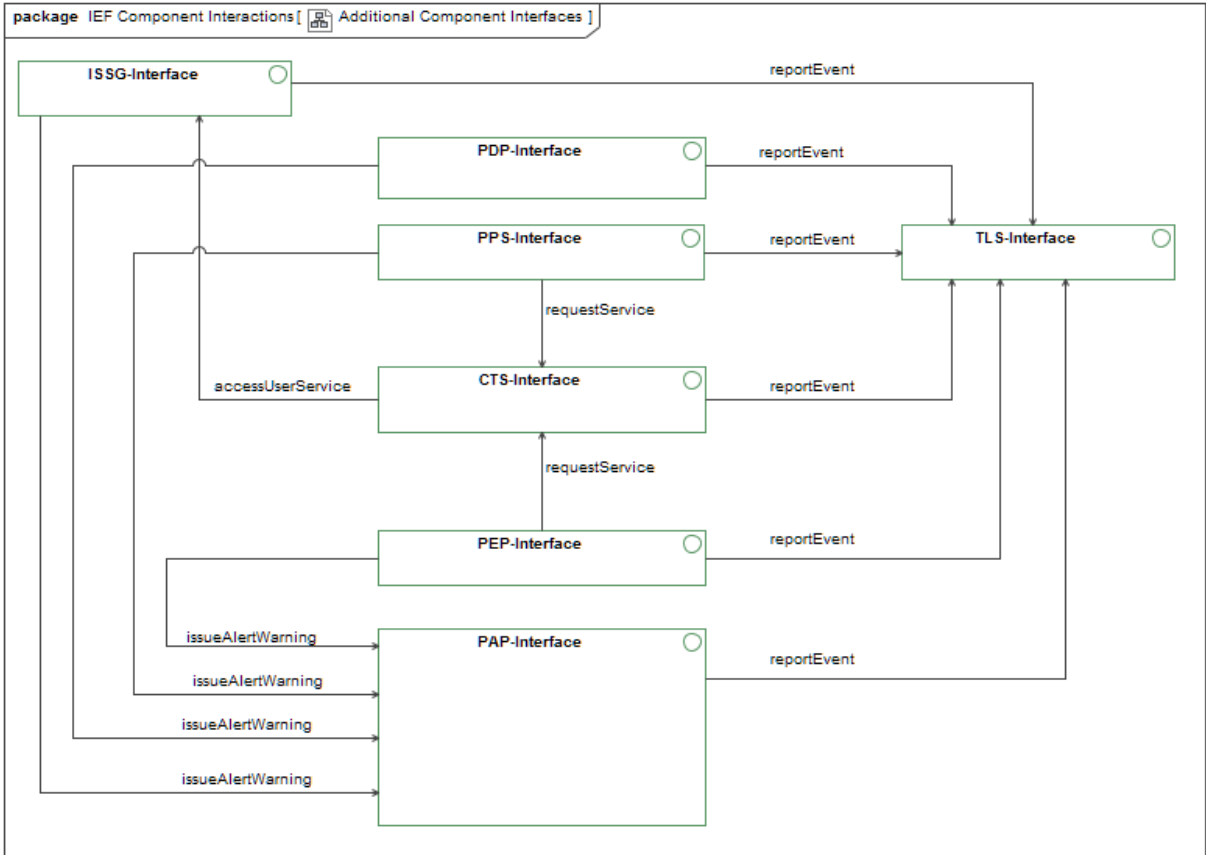 package IEF Component Interactions[ Additional Component Interfaces ]
ISSG-Interface
reportEvent
PDP-Interface
reportEvent
PPS-Interface
reportEvent
TLS-Interface
requestService
CTS-Interface
accessUserService
reportEvent
requestService
PEP-Interface
reportEvent
issueAlertWarning
PAP-Interface
reportEvent
issueAlertWarning
issueAlertWarning
issueAlertWarning